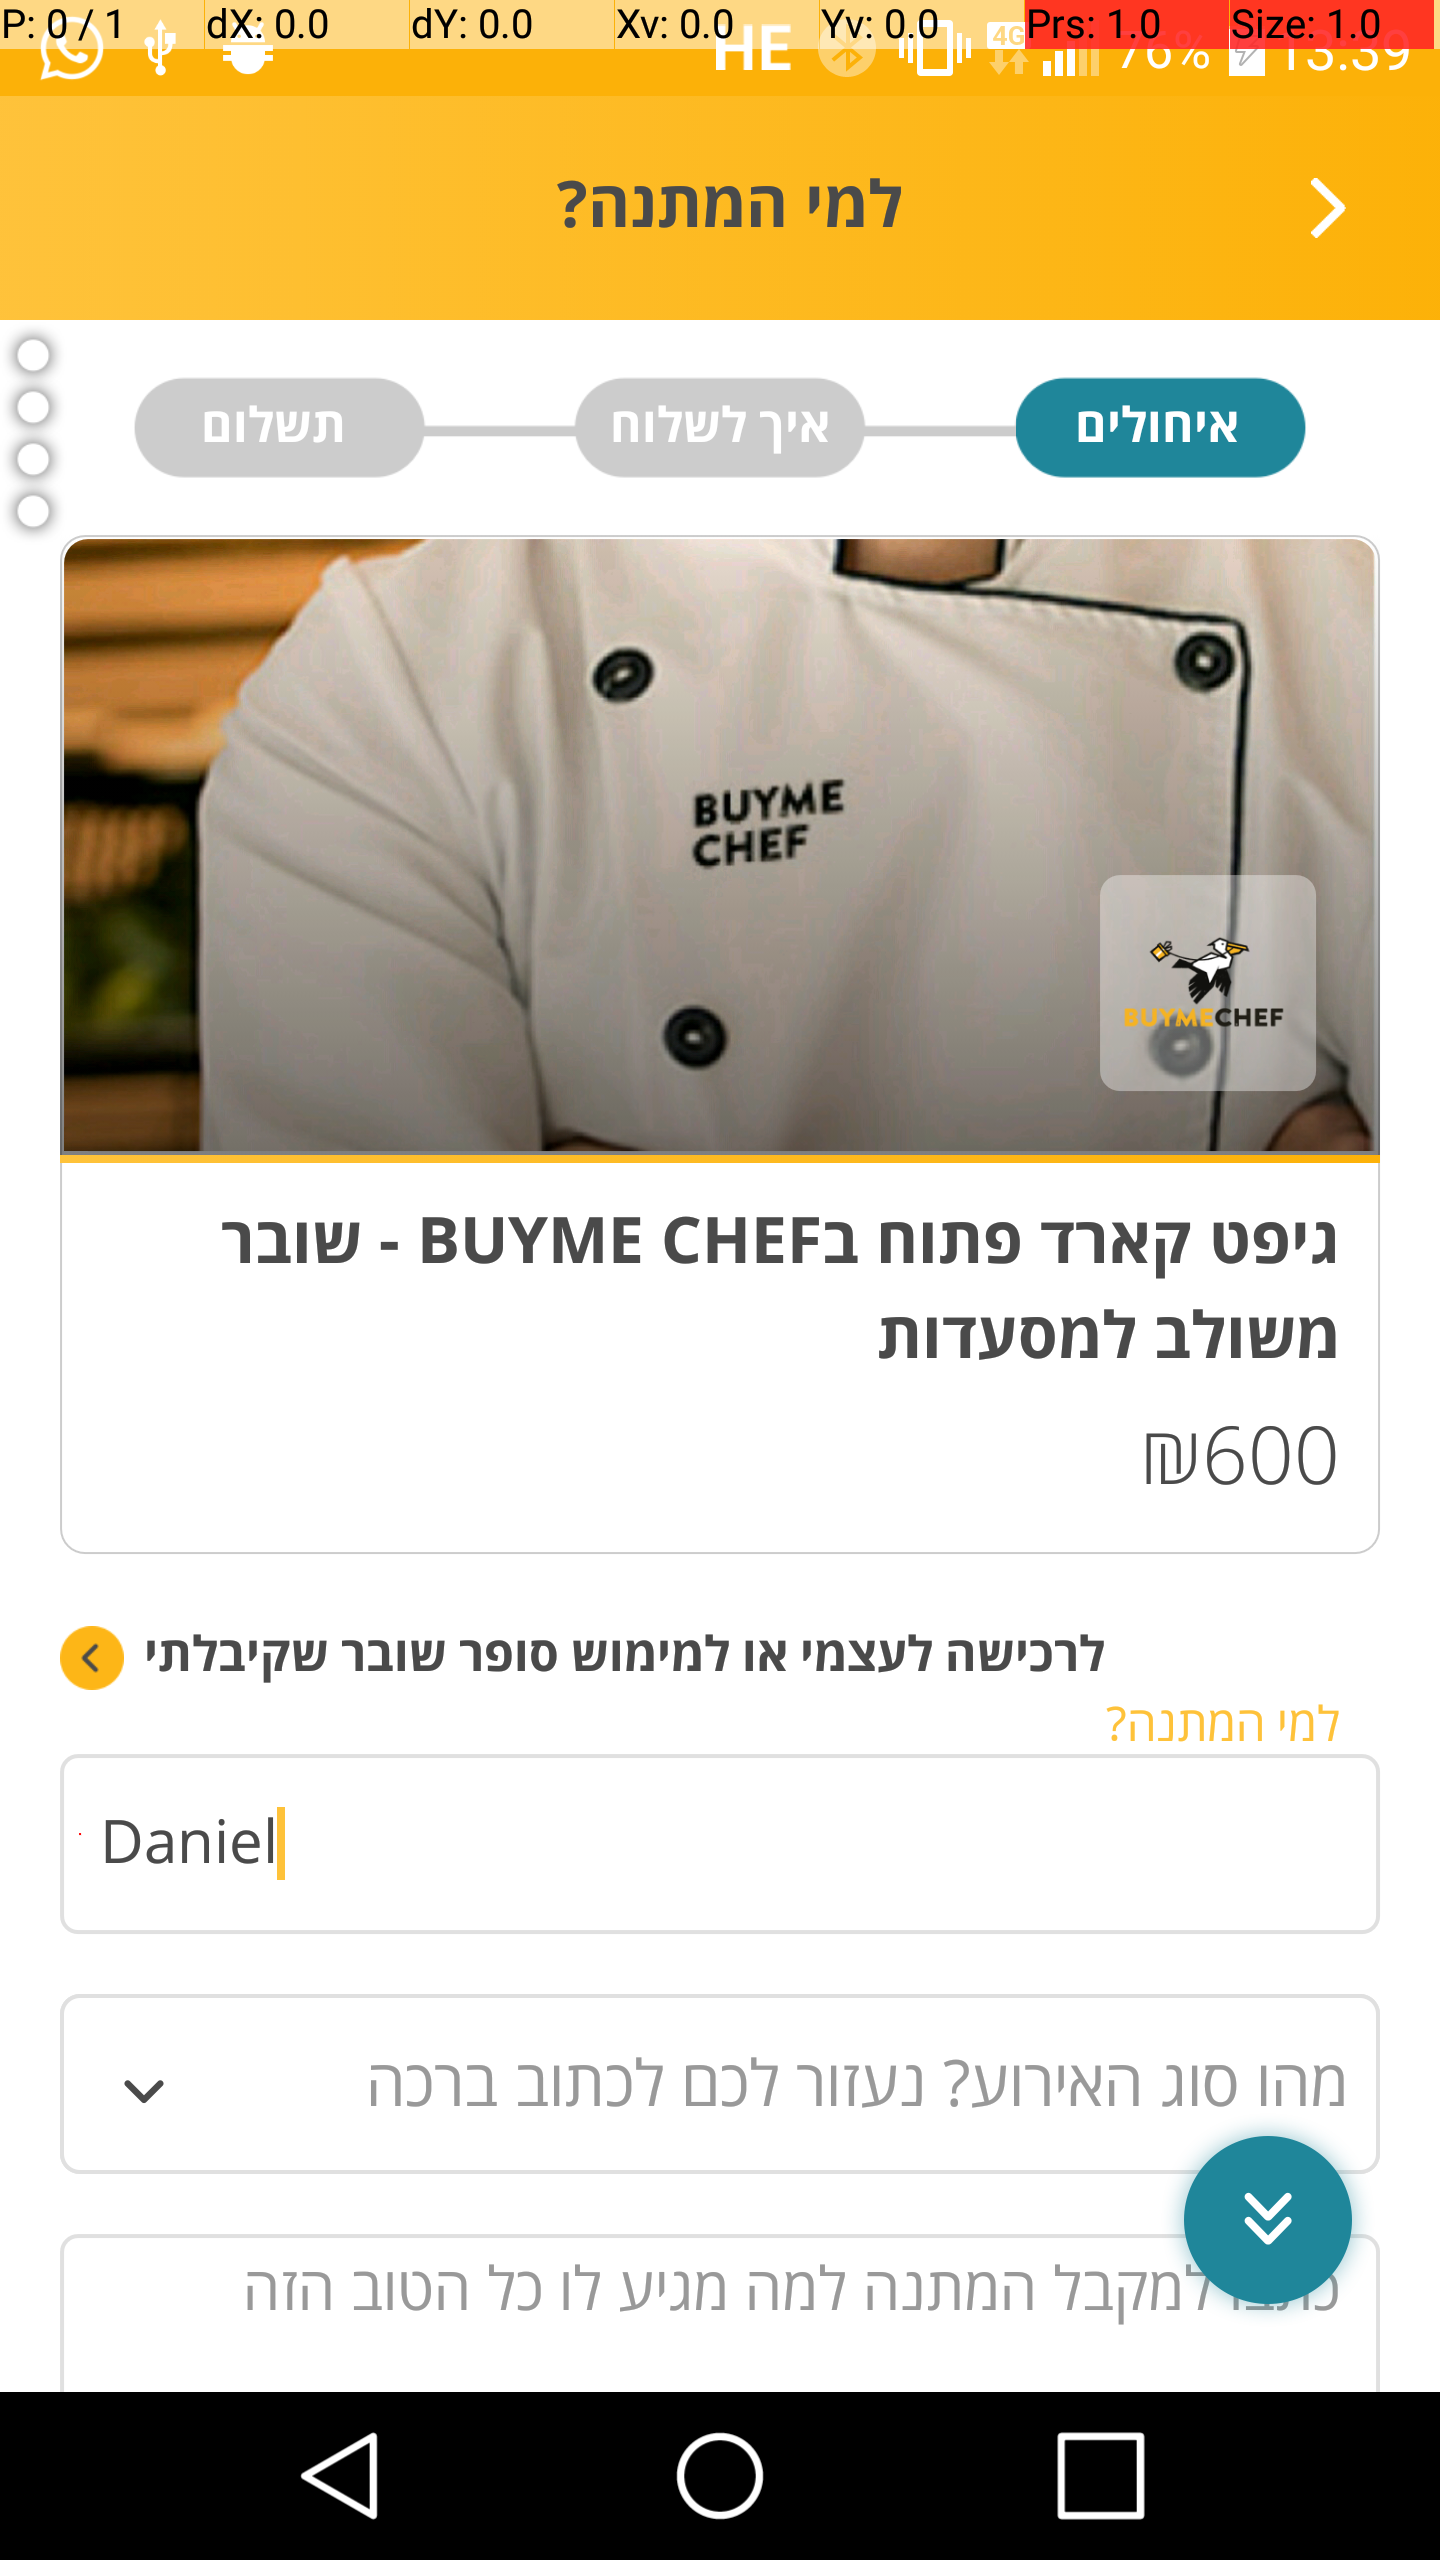 P: 0 / 1 dX: 0.0 dY: 0.0 Xv: 0.0 Yv: 0.0 Prs: 1.0 Size: 1.0
HE 4G 76% 13:39
למי המתנה?
איחולים
איך לשלוח
תשלום
BUYME
CHEF
BUYMECHEF
גיפט קארד פתוח בBUYME CHEF - שובר
משולב למסעדות
₪600
לרכישה לעצמי או למימוש סופר שובר שקיבלתי
למי המתנה?
Daniel
מהו סוג האירוע? נעזור לכם לכתוב ברכה
כתבו למקבל המתנה למה מגיע לו כל הטוב הזה